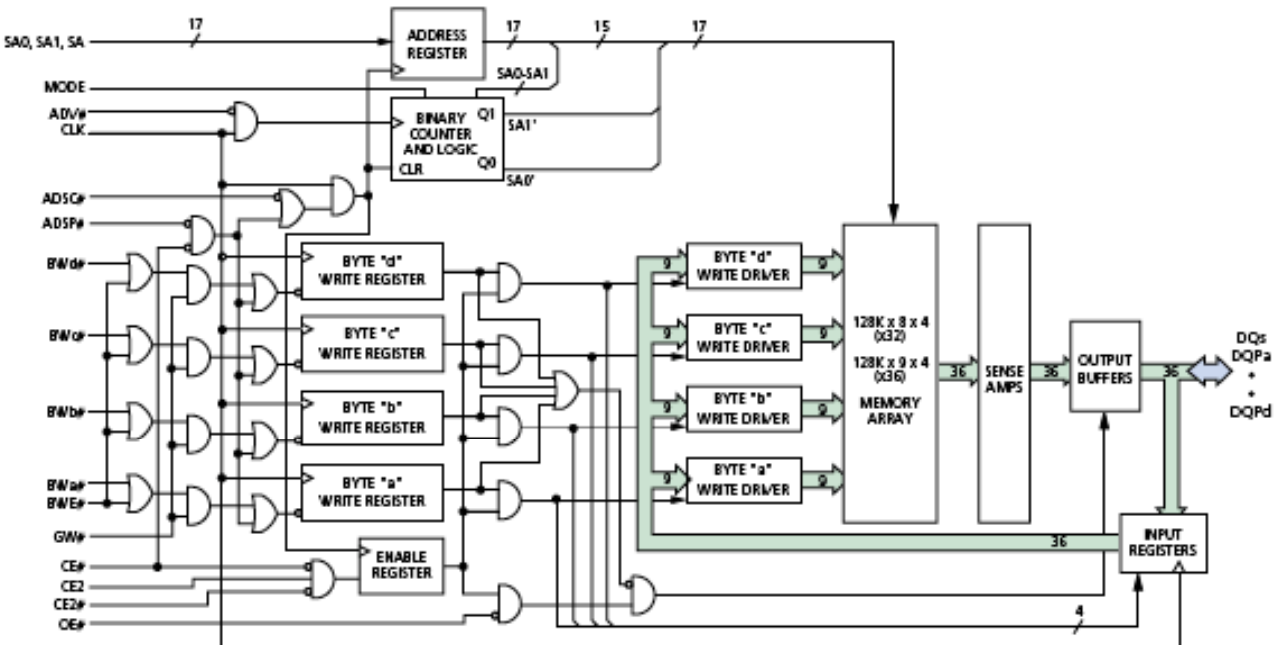 17
ADDRESS
REGISTER
17
15
17
SA0, SA1, SA
SA0-SA1
MODE
ADV#
CLK
BINARY
COUNTER
AND LOGIC
Q1
SA1'
CLR
Q0
SA0'
ADSC#
ADSP#
BWd#
BYTE "d"
WRITE REGISTER
9
BYTE "d"
WRITE DRIVER
9
BWc#
BYTE "c"
WRITE REGISTER
9
BYTE "c"
WRITE DRIVER
9
128K x 8 x 4
(x32)
128K x 9 x 4
(x36)
MEMORY
ARRAY
36
SENSE
AMPS
36
OUTPUT
BUFFERS
36
DQs
DQPa
+
+
DQPd
BWb#
BYTE "b"
WRITE REGISTER
9
BYTE "b"
WRITE DRIVER
9
BWa#
BWE#
BYTE "a"
WRITE REGISTER
9
BYTE "a"
WRITE DRIVER
9
GW#
CE#
CE2
CE2#
OE#
ENABLE
REGISTER
36
INPUT
REGISTERS
4